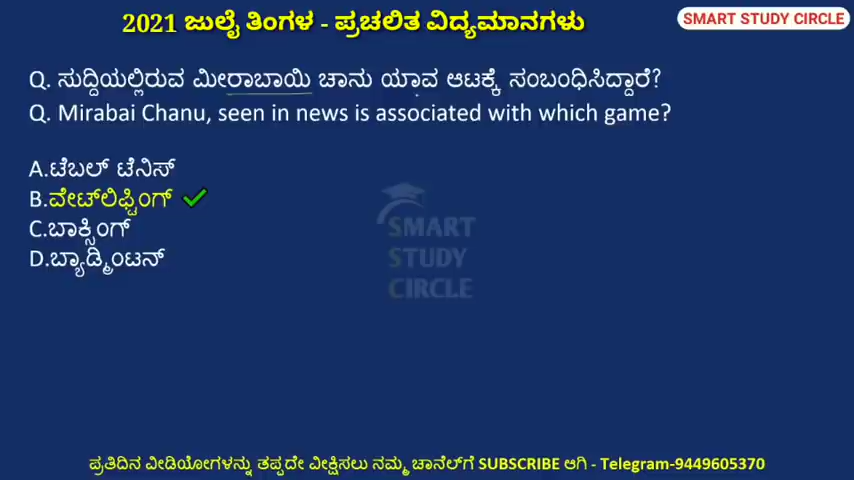 2021 ಜುಲೈ ತಿಂಗಳ - ಪ್ರಚಲಿತ ವಿದ್ಯಮಾನಗಳು
SMART STUDY CIRCLE
Q. ಸುದ್ದಿಯಲ್ಲಿರುವ ಮೀರಾಬಾಯಿ ಚಾನು ಯಾವ ಆಟಕ್ಕೆ ಸಂಬಂಧಿಸಿದ್ದಾರೆ?
Q. Mirabai Chanu, seen in news is associated with which game?
A.ಟೆಬಲ್ ಟೆನಿಸ್
B.ವೇಟ್‌ಲಿಫ್ಟಿಂಗ್
C.ಬಾಕ್ಸಿಂಗ್
D.ಬ್ಯಾಡ್ಮಿಂಟನ್
SMART
STUDY
CIRCLE
ಪ್ರತಿದಿನ ವೀಡಿಯೋಗಳನ್ನು ತಪ್ಪದೇ ವೀಕ್ಷಿಸಲು ನಮ್ಮ ಚಾನೆಲ್‌ಗೆ SUBSCRIBE ಆಗಿ - Telegram-9449605370